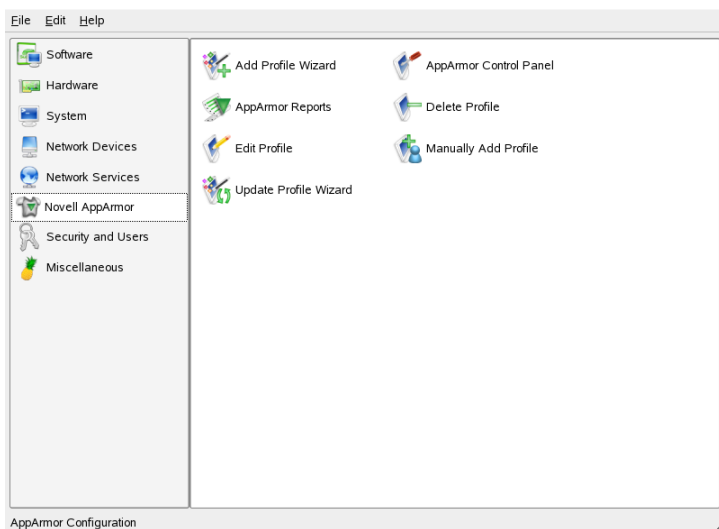 File Edit Help
Software
Hardware
System
Network Devices
Network Services
Novell AppArmor
Security and Users
Miscellaneous
Add Profile Wizard
AppArmor Control Panel
AppArmor Reports
Delete Profile
Edit Profile
Manually Add Profile
Update Profile Wizard
AppArmor Configuration